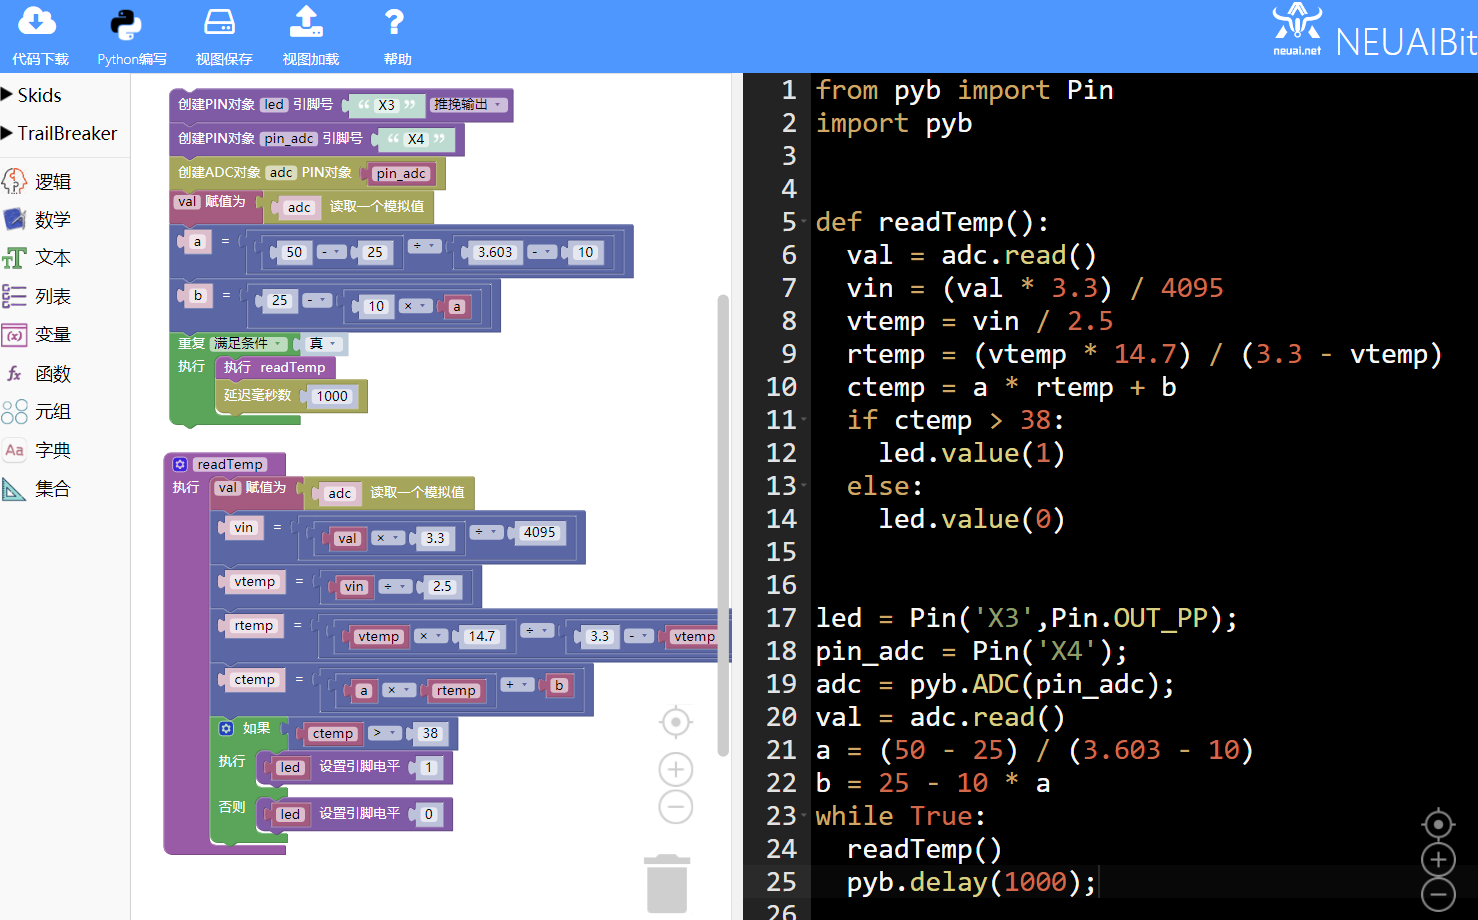 代码下载 Python编写 视图保存 视图加载 帮助 neuai.net NEUAIBit
Skids
TrailBreaker
逻辑
数学
文本
列表
变量
函数
元组
字典
集合
创建PIN对象 led 引脚号 “ X3 ” 推挽输出
创建PIN对象 pin_adc 引脚号 “ X4 ”
创建ADC对象 adc PIN对象 pin_adc
val 赋值为 adc 读取一个模拟值
a = 50 - 25 ÷ 3.603 - 10
b = 25 - 10 × a
重复 满足条件 真
执行 执行 readTemp
延迟毫秒数 1000
readTemp
执行 val 赋值为 adc 读取一个模拟值
vin = val × 3.3 ÷ 4095
vtemp = vin ÷ 2.5
rtemp = vtemp × 14.7 ÷ 3.3 - vtemp
ctemp = a × rtemp + b
如果 ctemp > 38
执行 led 设置引脚电平 1
否则 led 设置引脚电平 0
1 from pyb import Pin
2 import pyb
3
4
5 def readTemp():
6 val = adc.read()
7 vin = (val * 3.3) / 4095
8 vtemp = vin / 2.5
9 rtemp = (vtemp * 14.7) / (3.3 - vtemp)
10 ctemp = a * rtemp + b
11 if ctemp > 38:
12 led.value(1)
13 else:
14 led.value(0)
15
16
17 led = Pin('X3',Pin.OUT_PP);
18 pin_adc = Pin('X4');
19 adc = pyb.ADC(pin_adc);
20 val = adc.read()
21 a = (50 - 25) / (3.603 - 10)
22 b = 25 - 10 * a
23 while True:
24 readTemp()
25 pyb.delay(1000);
26